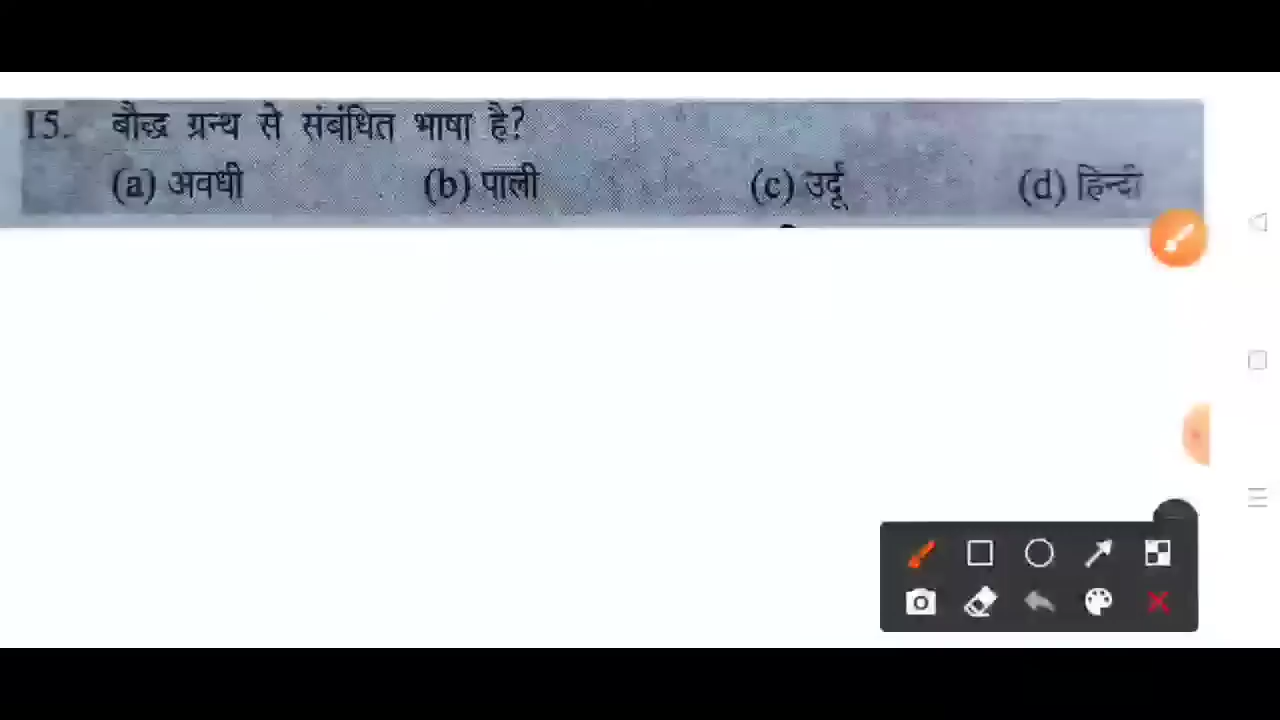 15. बौद्ध ग्रन्थ से संबंधित भाषा है?
(a) अवधी (b) पाली (c) उर्दू (d) हिन्दी